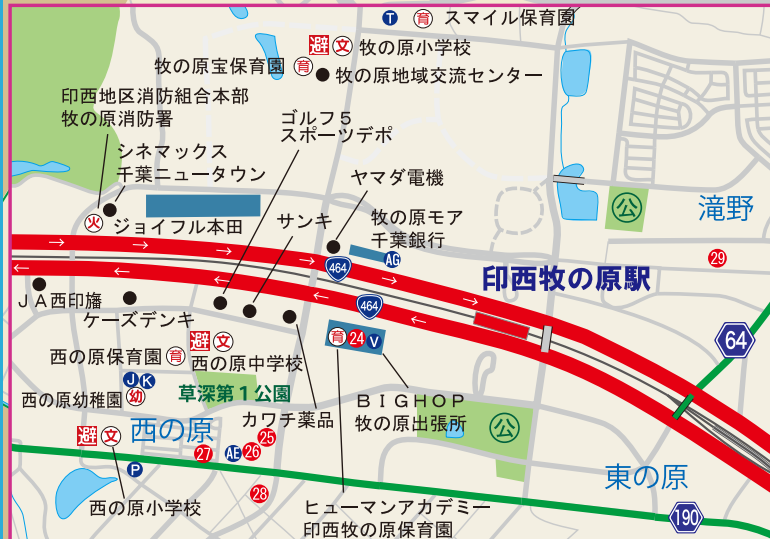 T
育
スマイル保育園
避
文
牧の原小学校
牧の原宝保育園
育
牧の原地域交流センター
印西地区消防組合本部
牧の原消防署
ゴルフ5
スポーツデポ
シネマックス
千葉ニュータウン
ヤマダ電機
公
滝野
火
ジョイフル本田
サンキ
牧の原モア
千葉銀行
AG
29
464
印西牧の原駅
464
JA西印旛
ケーズデンキ
64
避
文
育
24
V
西の原保育園
育
西の原中学校
J
K
西の原幼稚園
幼
草深第1公園
カワチ薬品
BIGHOP
牧の原出張所
公
避
文
西の原
25
27
AE
26
P
28
東の原
西の原小学校
ヒューマンアカデミー
印西牧の原保育園
190